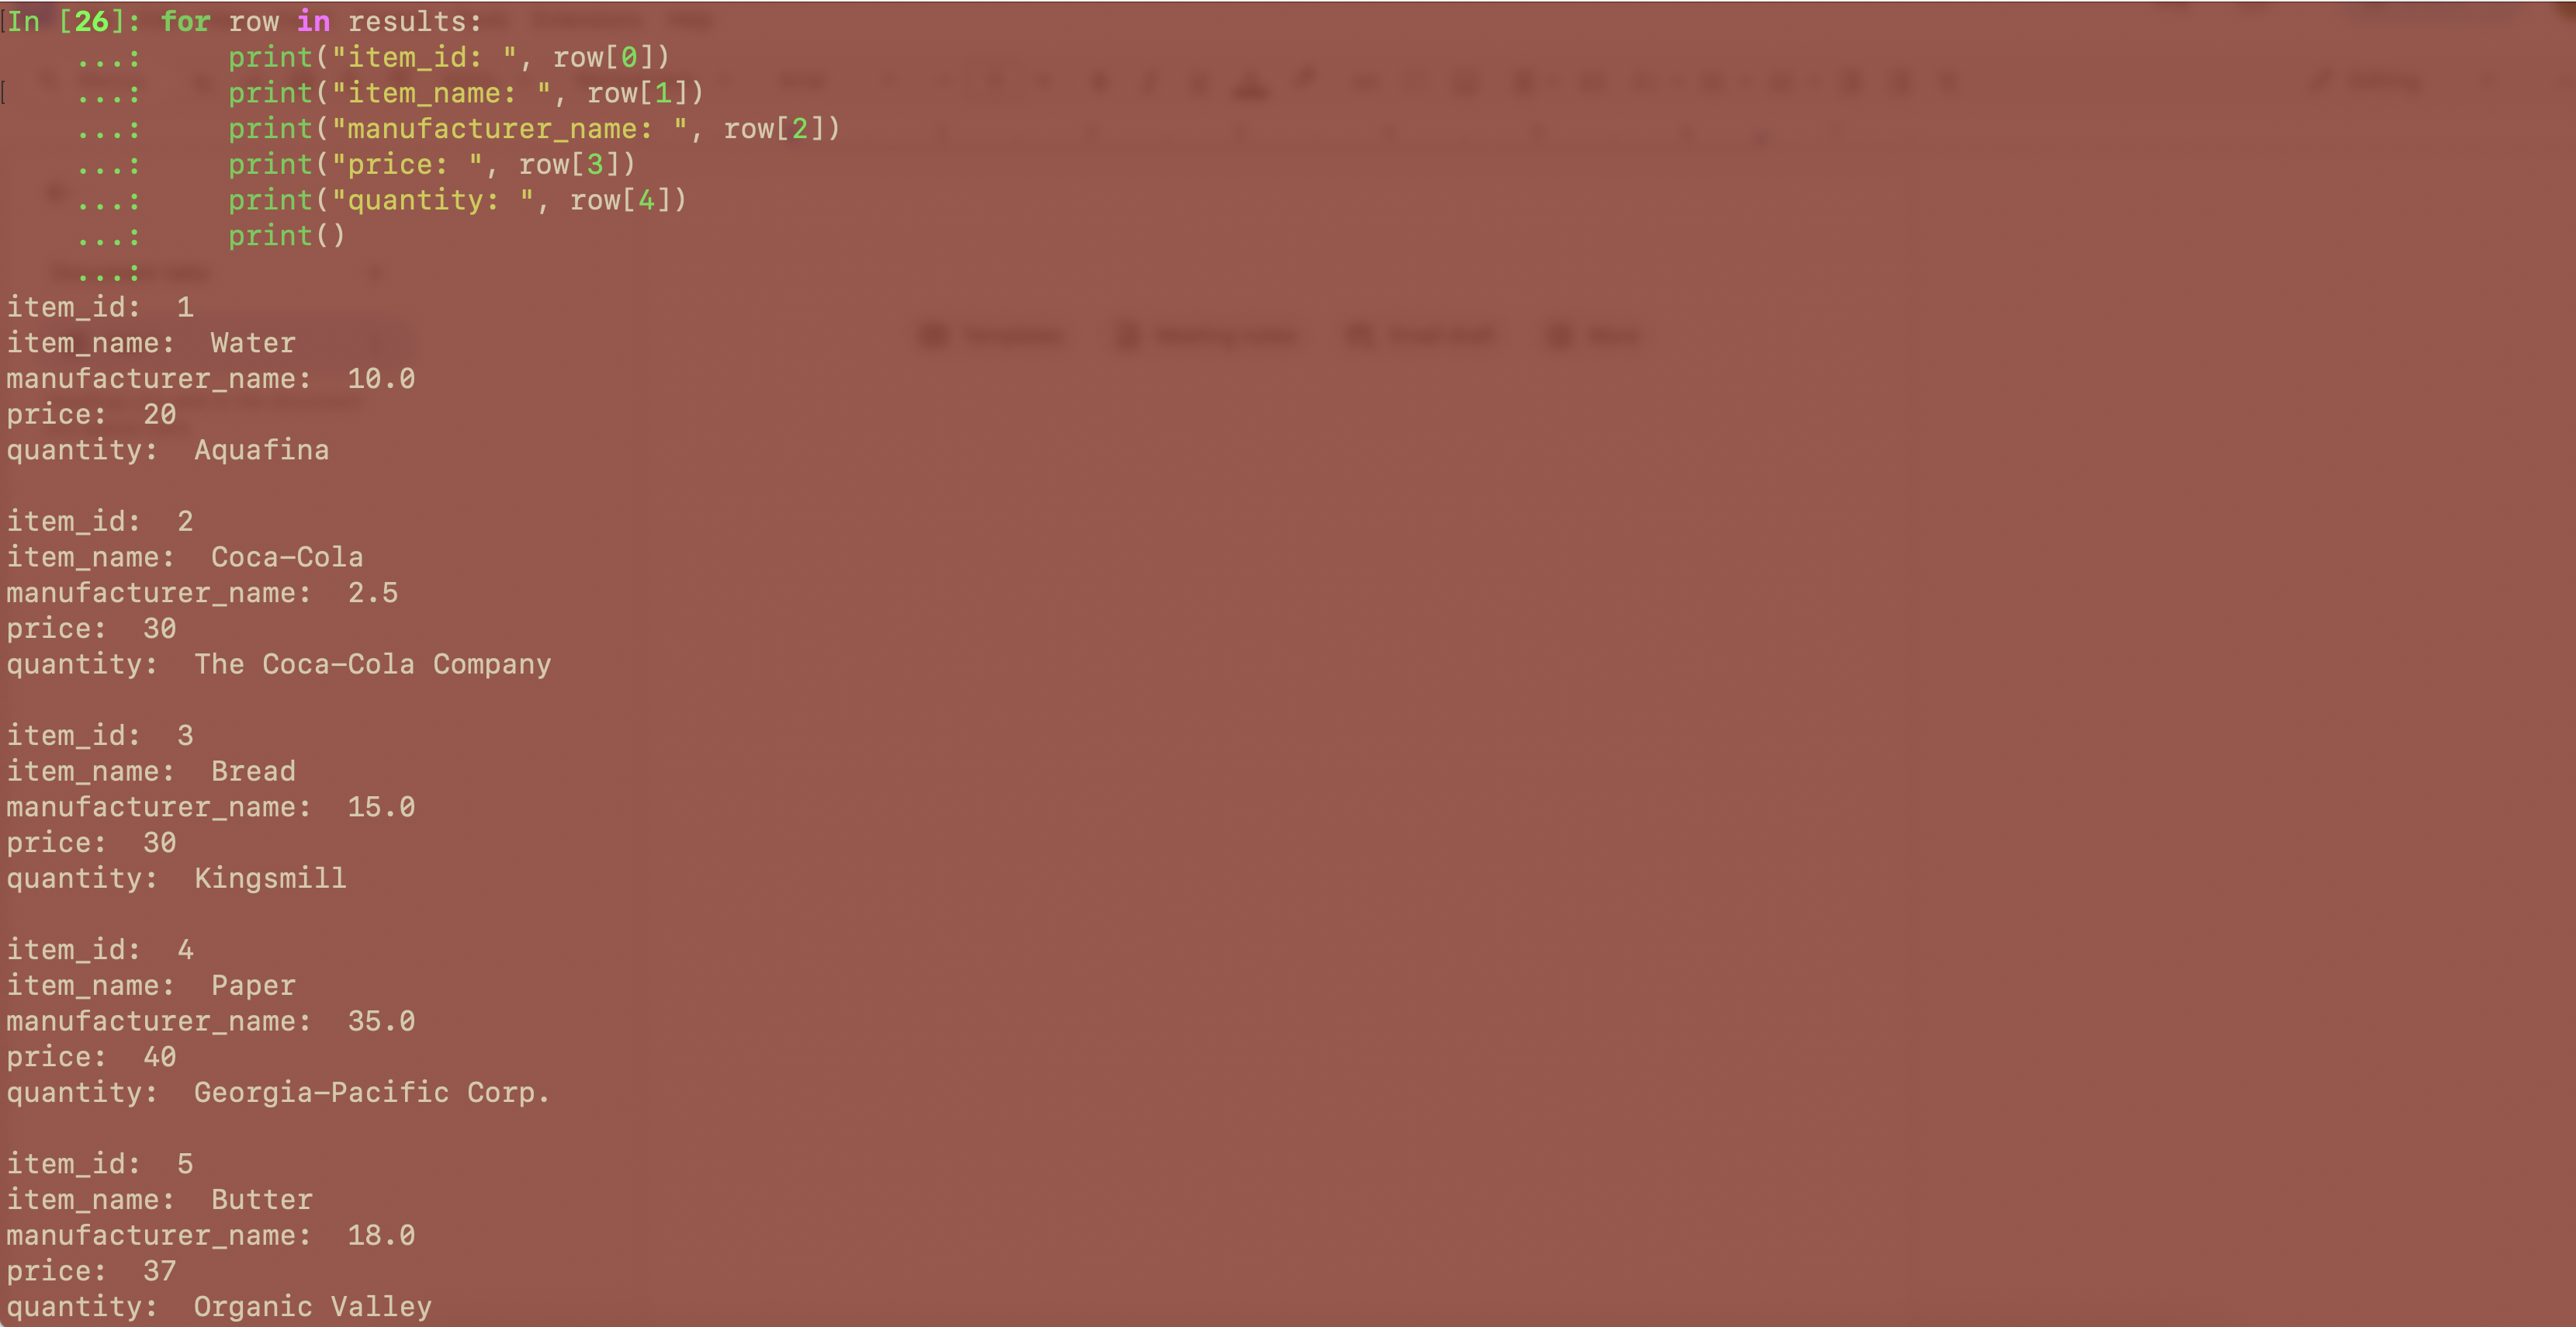 In [26]: for row in results:
    ...:     print("item_id: ", row[0])
    ...:     print("item_name: ", row[1])
    ...:     print("manufacturer_name: ", row[2])
    ...:     print("price: ", row[3])
    ...:     print("quantity: ", row[4])
    ...:     print()
    ...:
item_id:  1
item_name:  Water
manufacturer_name:  10.0
price:  20
quantity:  Aquafina

item_id:  2
item_name:  Coca-Cola
manufacturer_name:  2.5
price:  30
quantity:  The Coca-Cola Company

item_id:  3
item_name:  Bread
manufacturer_name:  15.0
price:  30
quantity:  Kingsmill

item_id:  4
item_name:  Paper
manufacturer_name:  35.0
price:  40
quantity:  Georgia-Pacific Corp.

item_id:  5
item_name:  Butter
manufacturer_name:  18.0
price:  37
quantity:  Organic Valley